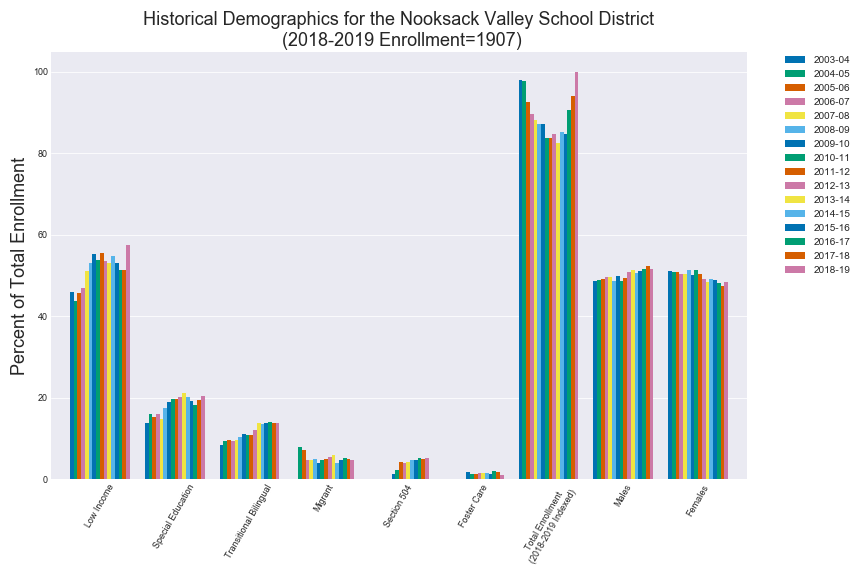 Historical Demographics for the Nooksack Valley School District
(2018-2019 Enrollment=1907)
Percent of Total Enrollment
100
80
60
40
20
0
Low Income
Special Education
Transitional Bilingual
Migrant
Section 504
Foster Care
Total Enrollment
(2018-2019 Indexed)
Males
Females
2003-04
2004-05
2005-06
2006-07
2007-08
2008-09
2009-10
2010-11
2011-12
2012-13
2013-14
2014-15
2015-16
2016-17
2017-18
2018-19